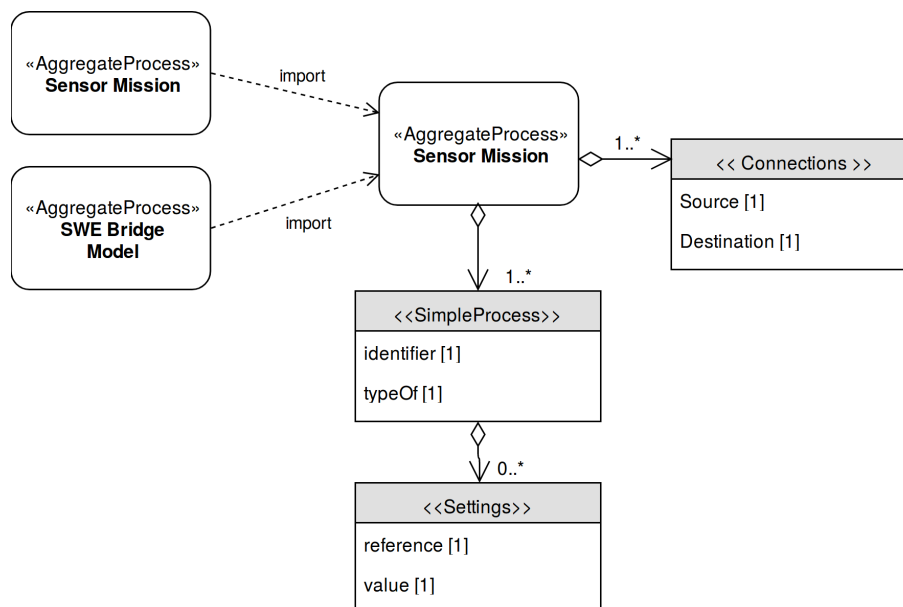 «AggregateProcess»
Sensor Mission
import
«AggregateProcess»
Sensor Mission
1..*
<< Connections >>
Source [1]
Destination [1]
«AggregateProcess»
SWE Bridge
Model
import
1..*
<<SimpleProcess>>
identifier [1]
typeOf [1]
0..*
<<Settings>>
reference [1]
value [1]